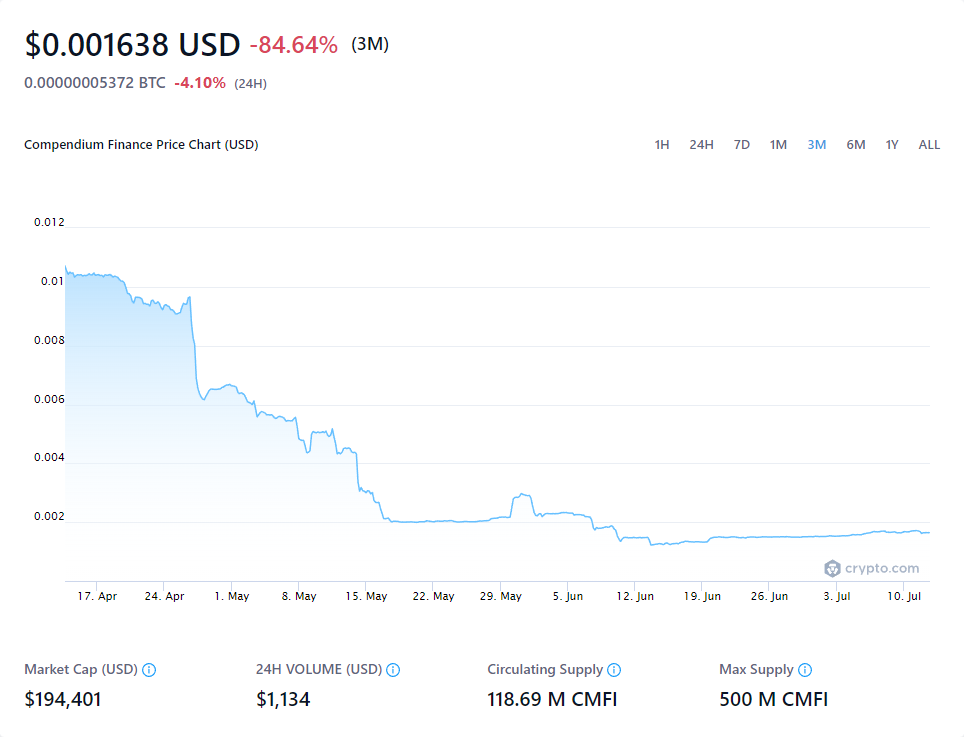 $0.001638 USD -84.64% (3M)
0.00000005372 BTC -4.10% (24H)
Compendium Finance Price Chart (USD) 1H 24H 7D 1M 3M 6M 1Y ALL
0.012
0.01
0.008
0.006
0.004
0.002
crypto.com
17. Apr 24. Apr 1. May 8. May 15. May 22. May 29. May 5. Jun 12. Jun 19. Jun 26. Jun 3. Jul 10. Jul
Market Cap (USD) 24H VOLUME (USD) Circulating Supply Max Supply
$194,401 $1,134 118.69 M CMFI 500 M CMFI